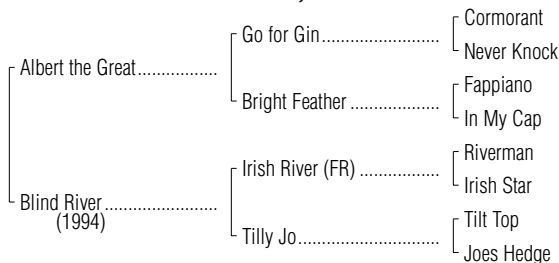 Cormorant
Go for Gin......................
Never Knock
Albert the Great................
Fappiano
Bright Feather .................
In My Cap
Riverman
Irish River (FR) ...............
Irish Star
Blind River ....................
(1994)
Tilt Top
Tilly Jo...........................
Joes Hedge